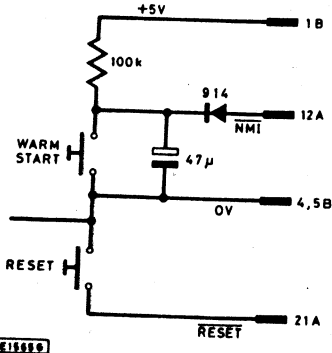 +5V
1B
100k
914
NMI
12A
WARM
START
47µ
0V
4,5B
RESET
RESET
21A